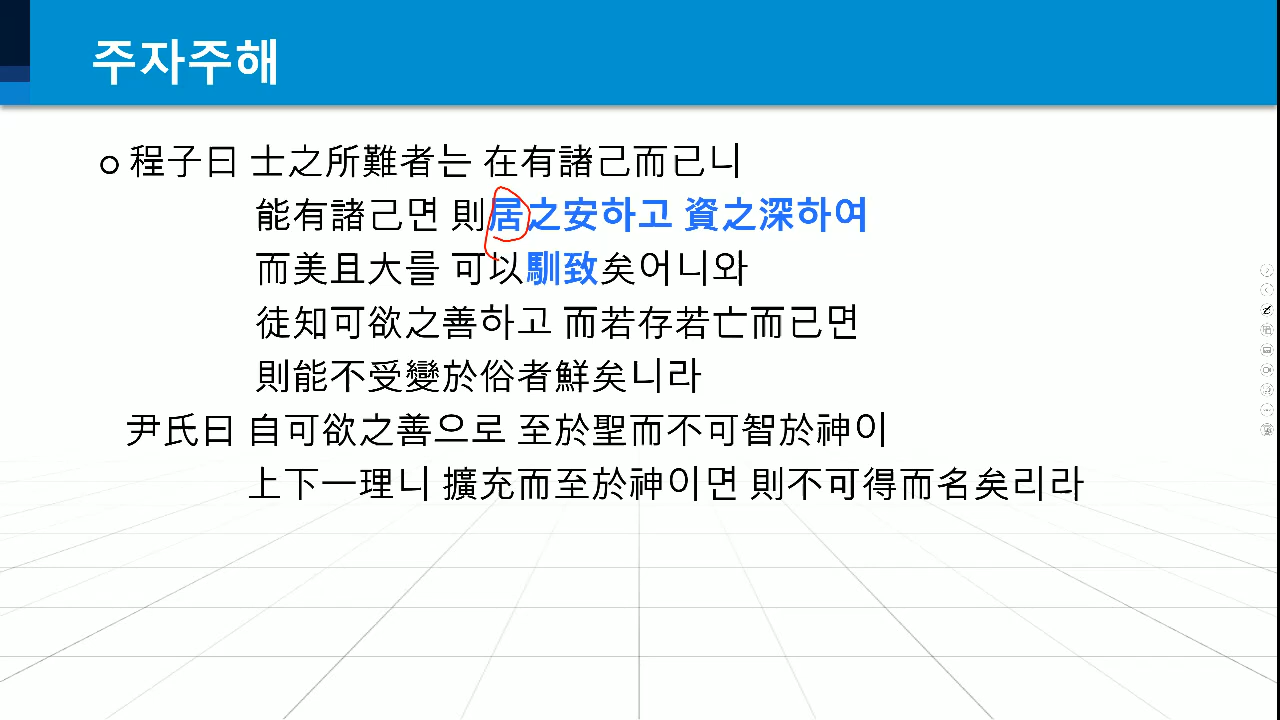 주자주해
ο 程子曰 士之所難者는 在有諸己而已니
能有諸己면 則居之安하고 資之深하여
而美且大를 可以馴致矣어니와
徒知可欲之善하고 而若存若亡而已면
則能不受變於俗者鮮矣니라
尹氏曰 自可欲之善으로 至於聖而不可智於神이
上下一理니 擴充而至於神이면 則不可得而名矣리라